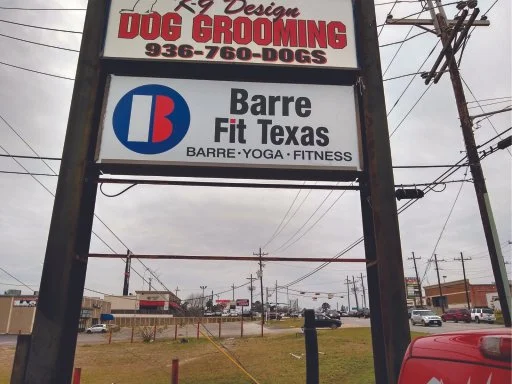 K-9 Design
DOG GROOMING
936-760-DOGS
B
Barre
Fit Texas
BARRE · YOGA · FITNESS